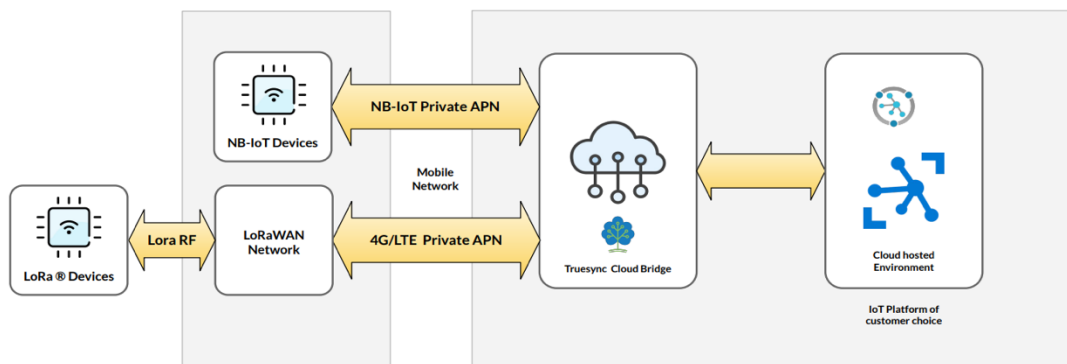 NB-IoT Devices
NB-IoT Private APN
Mobile
Network
LoRa ® Devices
Lora RF
LoRaWAN
Network
4G/LTE Private APN
Truesync Cloud Bridge
Cloud hosted
Environment
IoT Platform of
customer choice